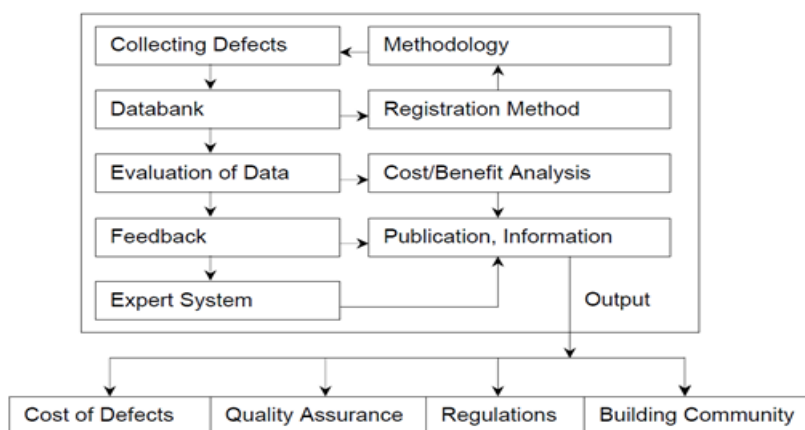 Collecting Defects
Methodology
Databank
Registration Method
Evaluation of Data
Cost/Benefit Analysis
Feedback
Publication, Information
Expert System
Output
Cost of Defects
Quality Assurance
Regulations
Building Community